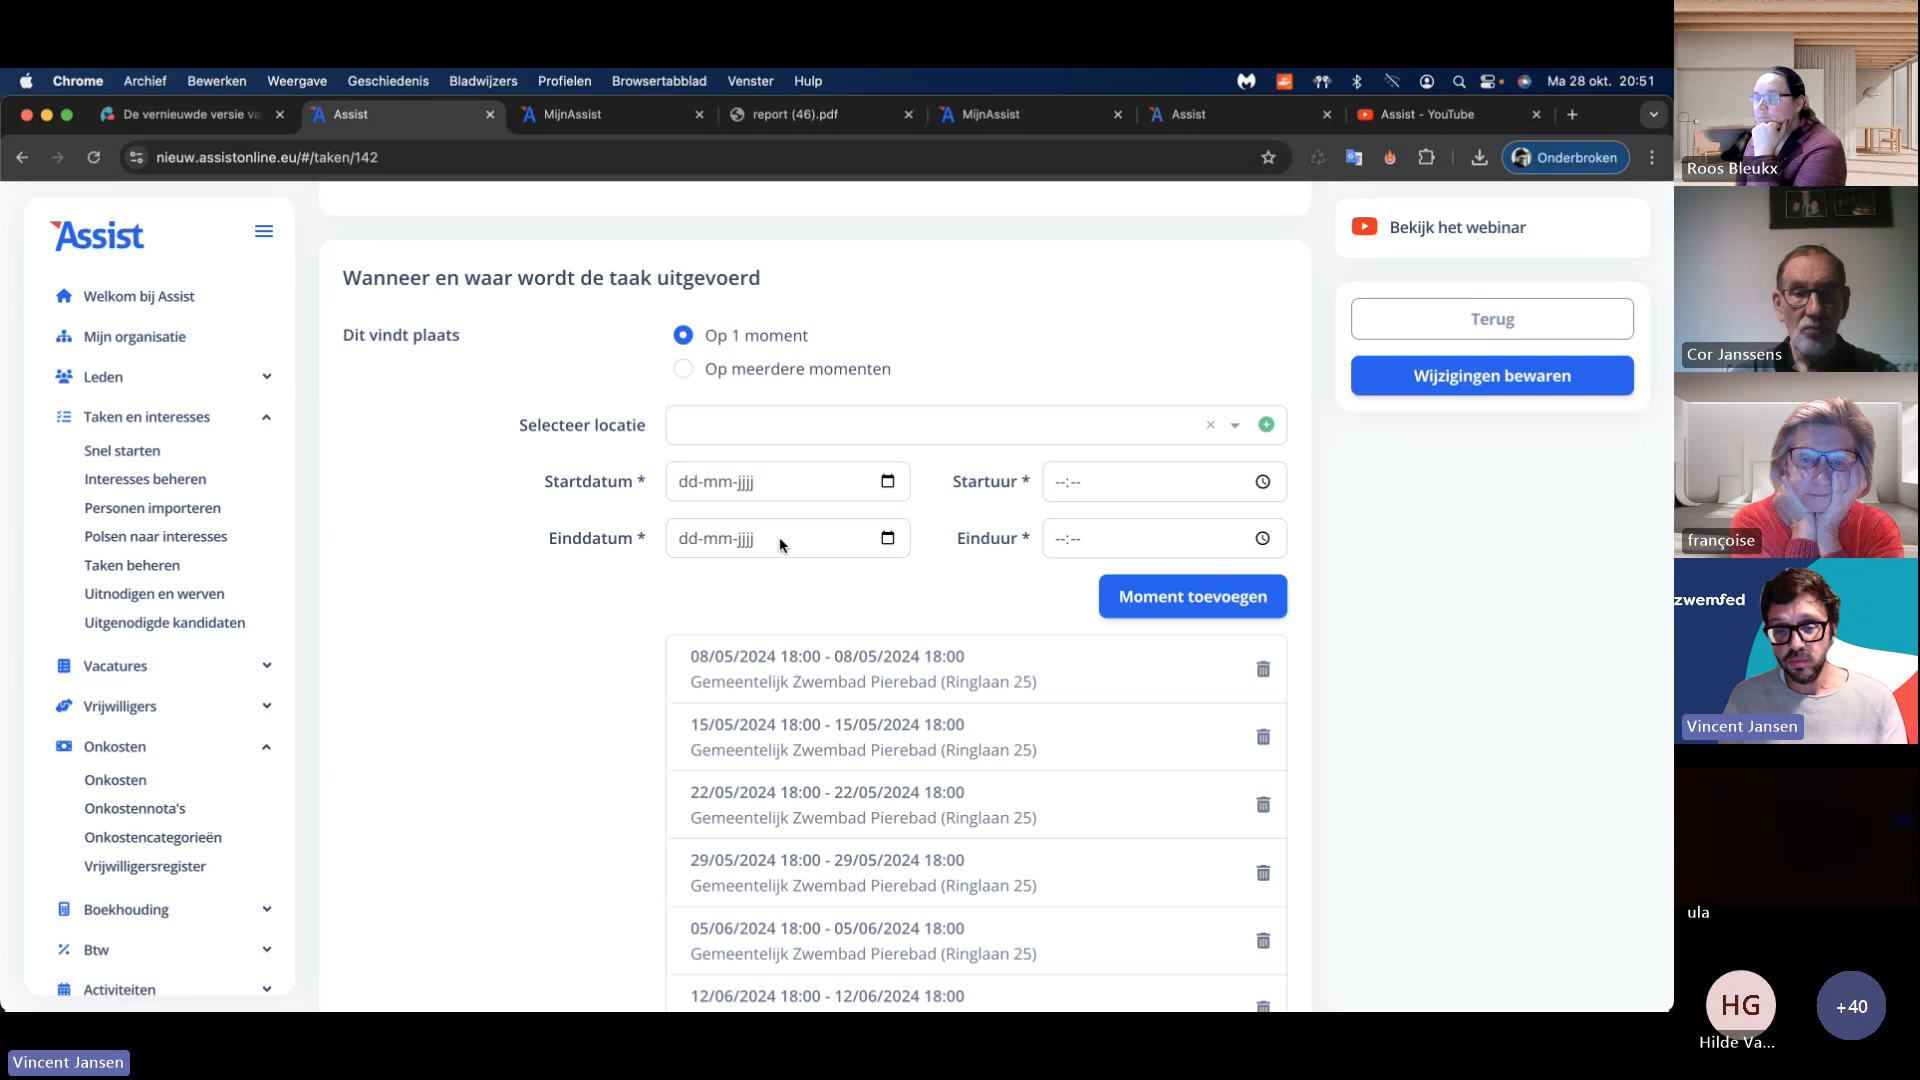 Chrome Archief Bewerken Weergave Geschiedenis Bladwijzers Profielen Browsertabblad Venster Hulp Ma 28 okt. 20:51
De vernieuwde versie va Assist MijnAssist report (46).pdf MijnAssist Assist Assist - YouTube
nieuw.assistonline.eu/#/taken/142 Onderbroken
Assist
Welkom bij Assist
Mijn organisatie
Leden
Taken en interesses
Snel starten
Interesses beheren
Personen importeren
Polsen naar interesses
Taken beheren
Uitnodigen en werven
Uitgenodigde kandidaten
Vacatures
Vrijwilligers
Onkosten
Onkosten
Onkostennota's
Onkostencategorieën
Vrijwilligersregister
Boekhouding
Btw
Activiteiten
Wanneer en waar wordt de taak uitgevoerd
Dit vindt plaats
Op 1 moment
Op meerdere momenten
Selecteer locatie
Startdatum * dd-mm-jjjj Startuur * --:--
Einddatum * dd-mm-jjjj Einduur * --:--
Moment toevoegen
08/05/2024 18:00 - 08/05/2024 18:00
Gemeentelijk Zwembad Pierebad (Ringlaan 25)
15/05/2024 18:00 - 15/05/2024 18:00
Gemeentelijk Zwembad Pierebad (Ringlaan 25)
22/05/2024 18:00 - 22/05/2024 18:00
Gemeentelijk Zwembad Pierebad (Ringlaan 25)
29/05/2024 18:00 - 29/05/2024 18:00
Gemeentelijk Zwembad Pierebad (Ringlaan 25)
05/06/2024 18:00 - 05/06/2024 18:00
Gemeentelijk Zwembad Pierebad (Ringlaan 25)
12/06/2024 18:00 - 12/06/2024 18:00
Bekijk het webinar
Terug
Wijzigingen bewaren
Roos Bleukx
Cor Janssens
françoise
zwemfed
Vincent Jansen
ula
HG
Hilde Va...
+40
Vincent Jansen